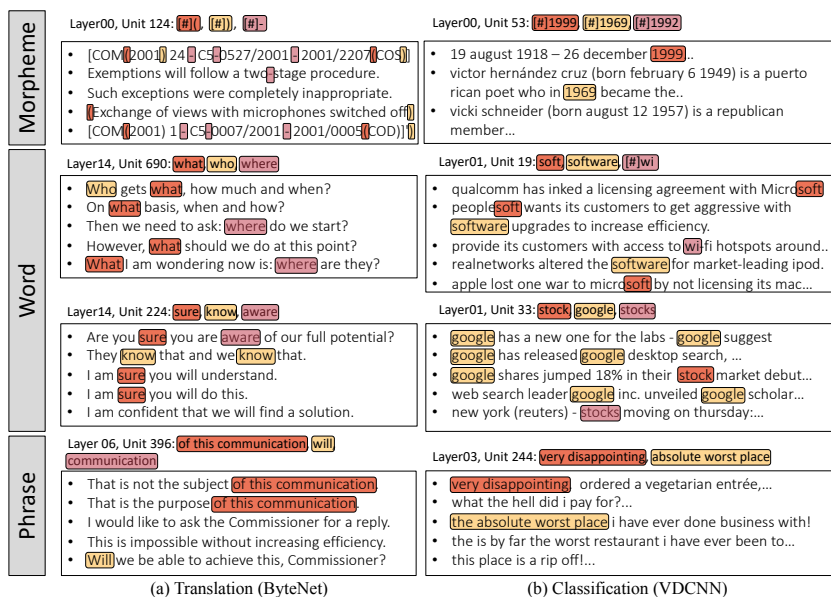 Morpheme
Layer00, Unit 124: [#](, [#]), [#]-
• [COM(2001) 24 - C5-0527/2001 - 2001/2207(COS)]
• Exemptions will follow a two-stage procedure.
• Such exceptions were completely inappropriate.
• (Exchange of views with microphones switched off)
• [COM(2001) 1 - C5-0007/2001 - 2001/0005(COD)]")
Layer00, Unit 53: [#]1999, [#]1969, [#]1992
• 19 august 1918 – 26 december 1999..
• victor hernández cruz (born february 6 1949) is a puerto
rican poet who in 1969 became the..
• vicki schneider (born august 12 1957) is a republican
member…
Word
Layer14, Unit 690: what, who, where
• Who gets what, how much and when?
• On what basis, when and how?
• Then we need to ask: where do we start?
• However, what should we do at this point?
• What I am wondering now is: where are they?
Layer01, Unit 19: soft, software, [#]wi
• qualcomm has inked a licensing agreement with Microsoft
• peoplesoft wants its customers to get aggressive with
software upgrades to increase efficiency.
• provide its customers with access to wi-fi hotspots around..
• realnetworks altered the software for market-leading ipod.
• apple lost one war to microsoft by not licensing its mac…
Layer14, Unit 224: sure, know, aware
• Are you sure you are aware of our full potential?
• They know that and we know that.
• I am sure you will understand.
• I am sure you will do this.
• I am confident that we will find a solution.
Layer01, Unit 33: stock, google, stocks
• google has a new one for the labs - google suggest
• google has released google desktop search, …
• google shares jumped 18% in their stock market debut…
• web search leader google inc. unveiled google scholar…
• new york (reuters) - stocks moving on thursday:…
Phrase
Layer 06, Unit 396: of this communication, will,
communication
• That is not the subject of this communication.
• That is the purpose of this communication.
• I would like to ask the Commissioner for a reply.
• This is impossible without increasing efficiency.
• Will we be able to achieve this, Commissioner?
Layer03, Unit 244: very disappointing, absolute worst place
• very disappointing, ordered a vegetarian entrée,…
• what the hell did i pay for?…
• the absolute worst place i have ever done business with!
• the is by far the worst restaurant i have ever been to…
• this place is a rip off!…
(a) Translation (ByteNet)
(b) Classification (VDCNN)